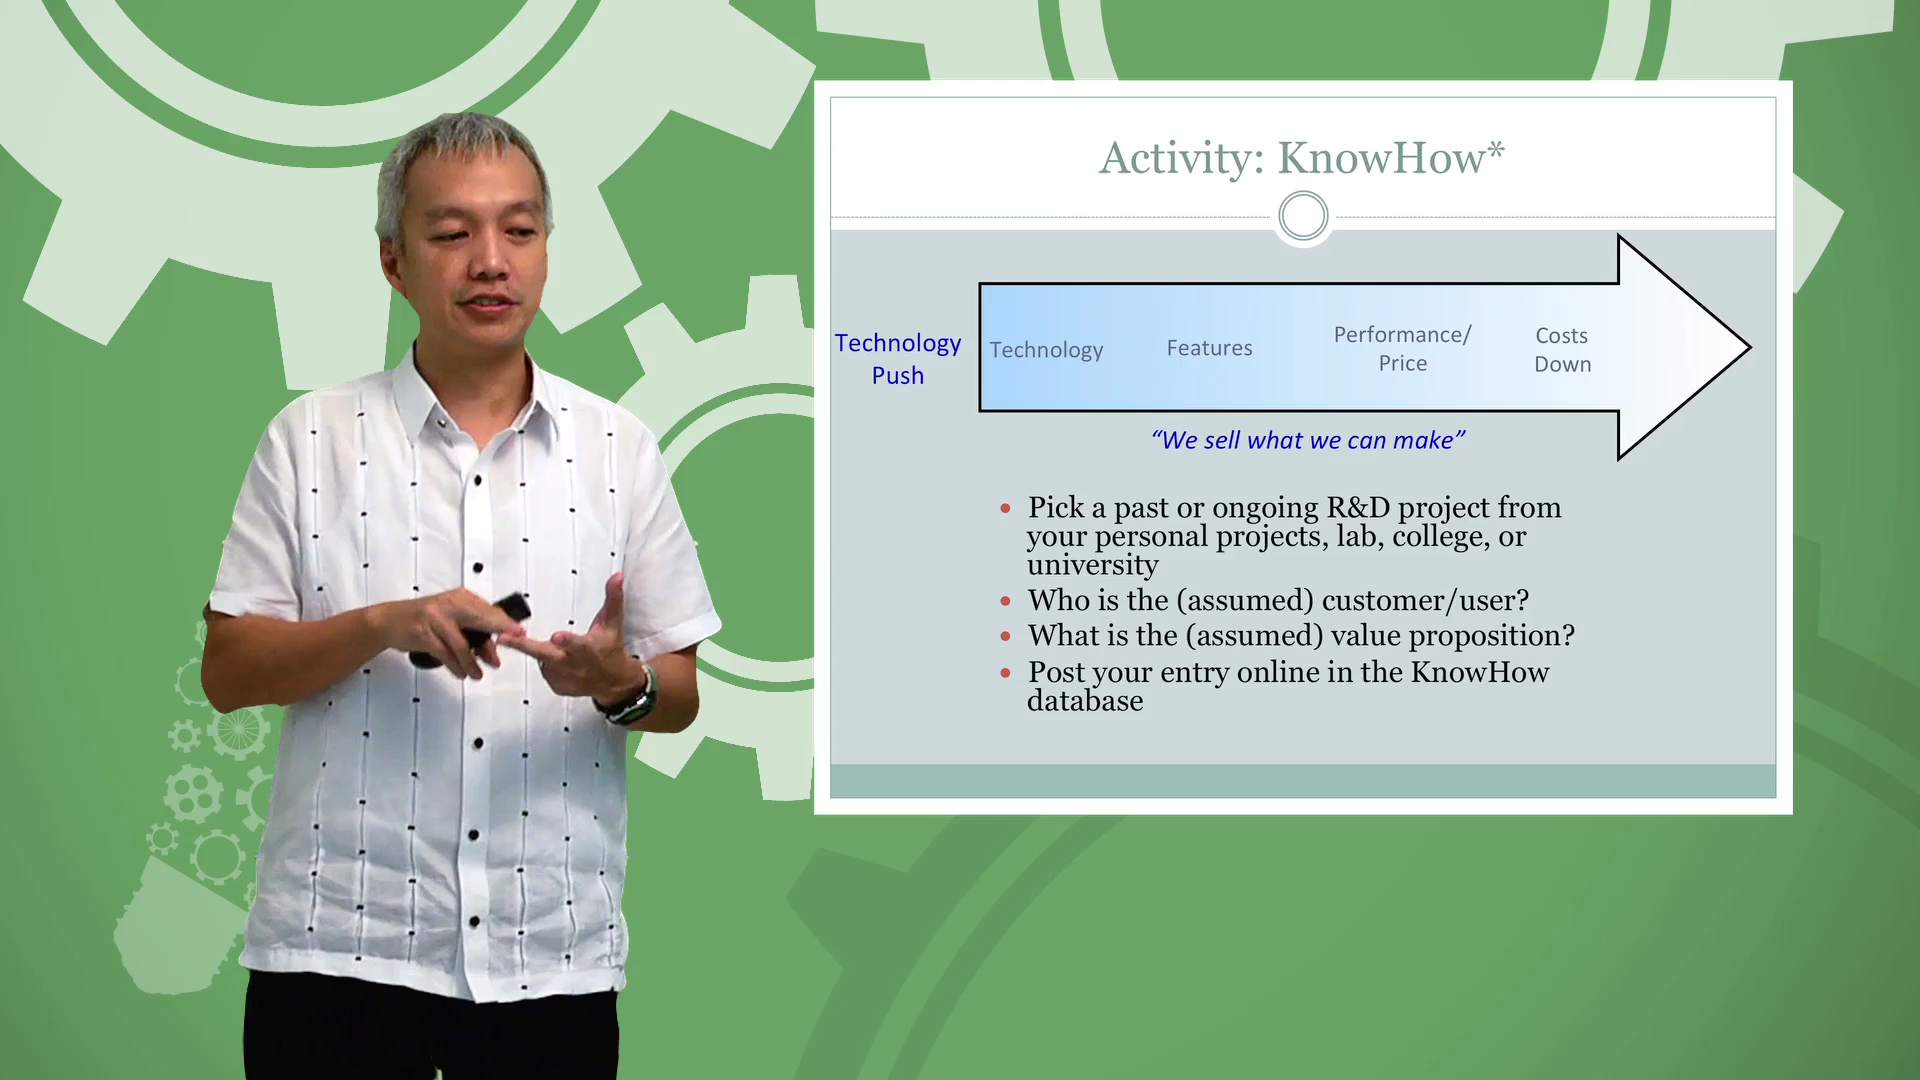 Activity: KnowHow*
Technology
Push
Technology
Features
Performance/
Price
Costs
Down
“We sell what we can make”
• Pick a past or ongoing R&D project from
your personal projects, lab, college, or
university
• Who is the (assumed) customer/user?
• What is the (assumed) value proposition?
• Post your entry online in the KnowHow
database